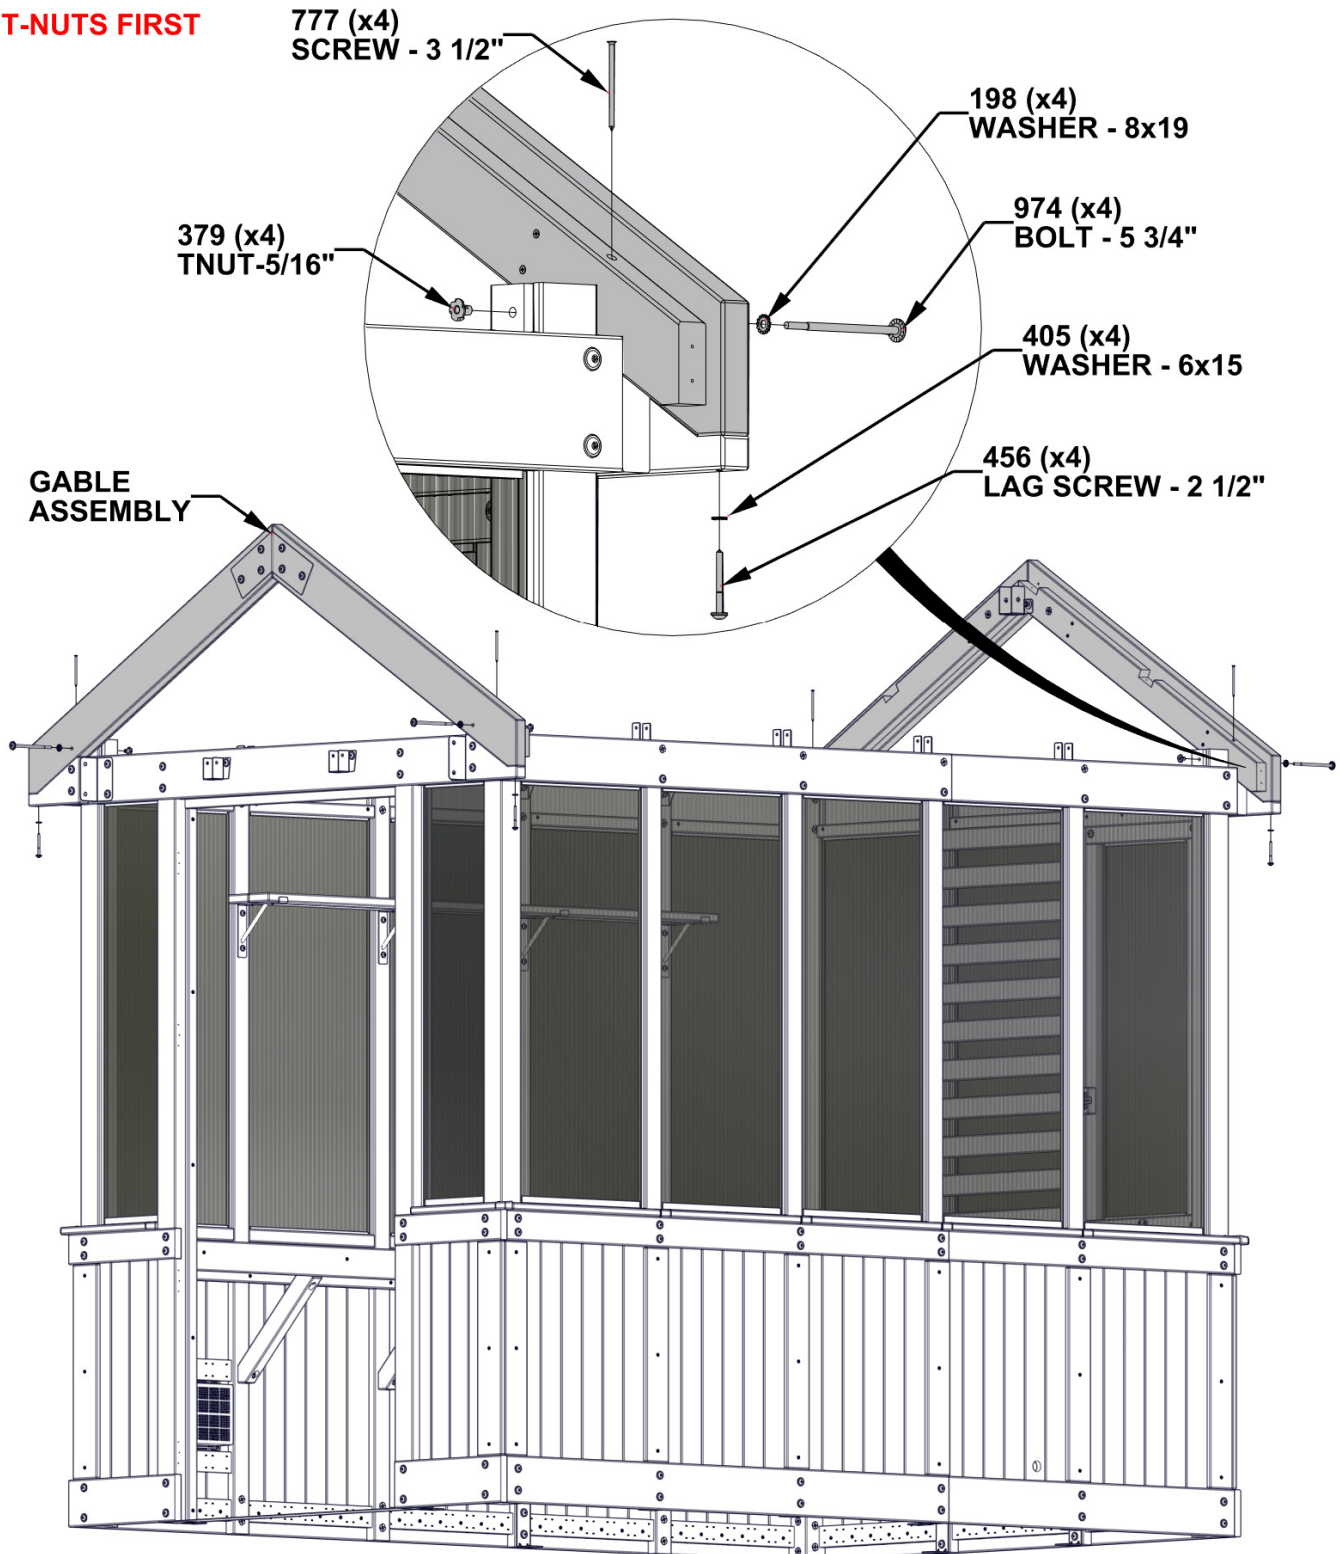 T-NUTS FIRST
777 (x4)
SCREW - 3 1/2"
198 (x4)
WASHER - 8x19
974 (x4)
BOLT - 5 3/4"
379 (x4)
TNUT-5/16"
405 (x4)
WASHER - 6x15
456 (x4)
LAG SCREW - 2 1/2"
GABLE
ASSEMBLY